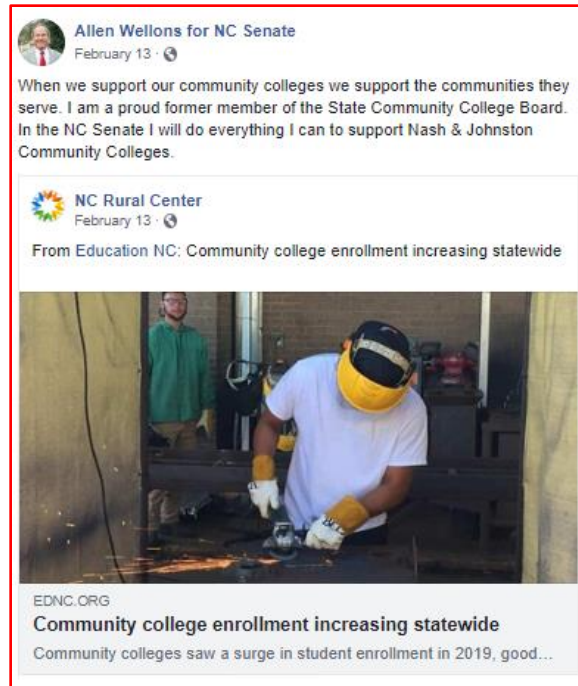 Allen Wellons for NC Senate
February 13 ·
When we support our community colleges we support the communities they
serve. I am a proud former member of the State Community College Board.
In the NC Senate I will do everything I can to support Nash & Johnston
Community Colleges.
NC Rural Center
February 13 ·
From Education NC: Community college enrollment increasing statewide
EDNC.ORG
Community college enrollment increasing statewide
Community colleges saw a surge in student enrollment in 2019, good...